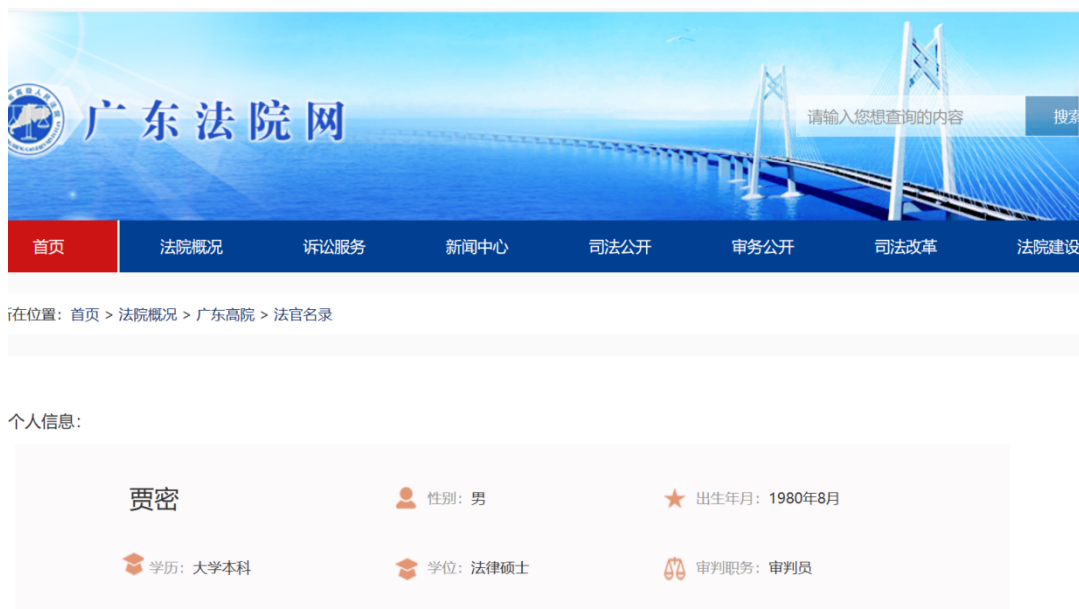 广东法院网
请输入您想查询的内容 搜索
首页 法院概况 诉讼服务 新闻中心 司法公开 审务公开 司法改革 法院建设
在位置：首页 > 法院概况 > 广东高院 > 法官名录
个人信息：
贾密 性别：男 出生年月：1980年8月
学历：大学本科 学位：法律硕士 审判职务：审判员